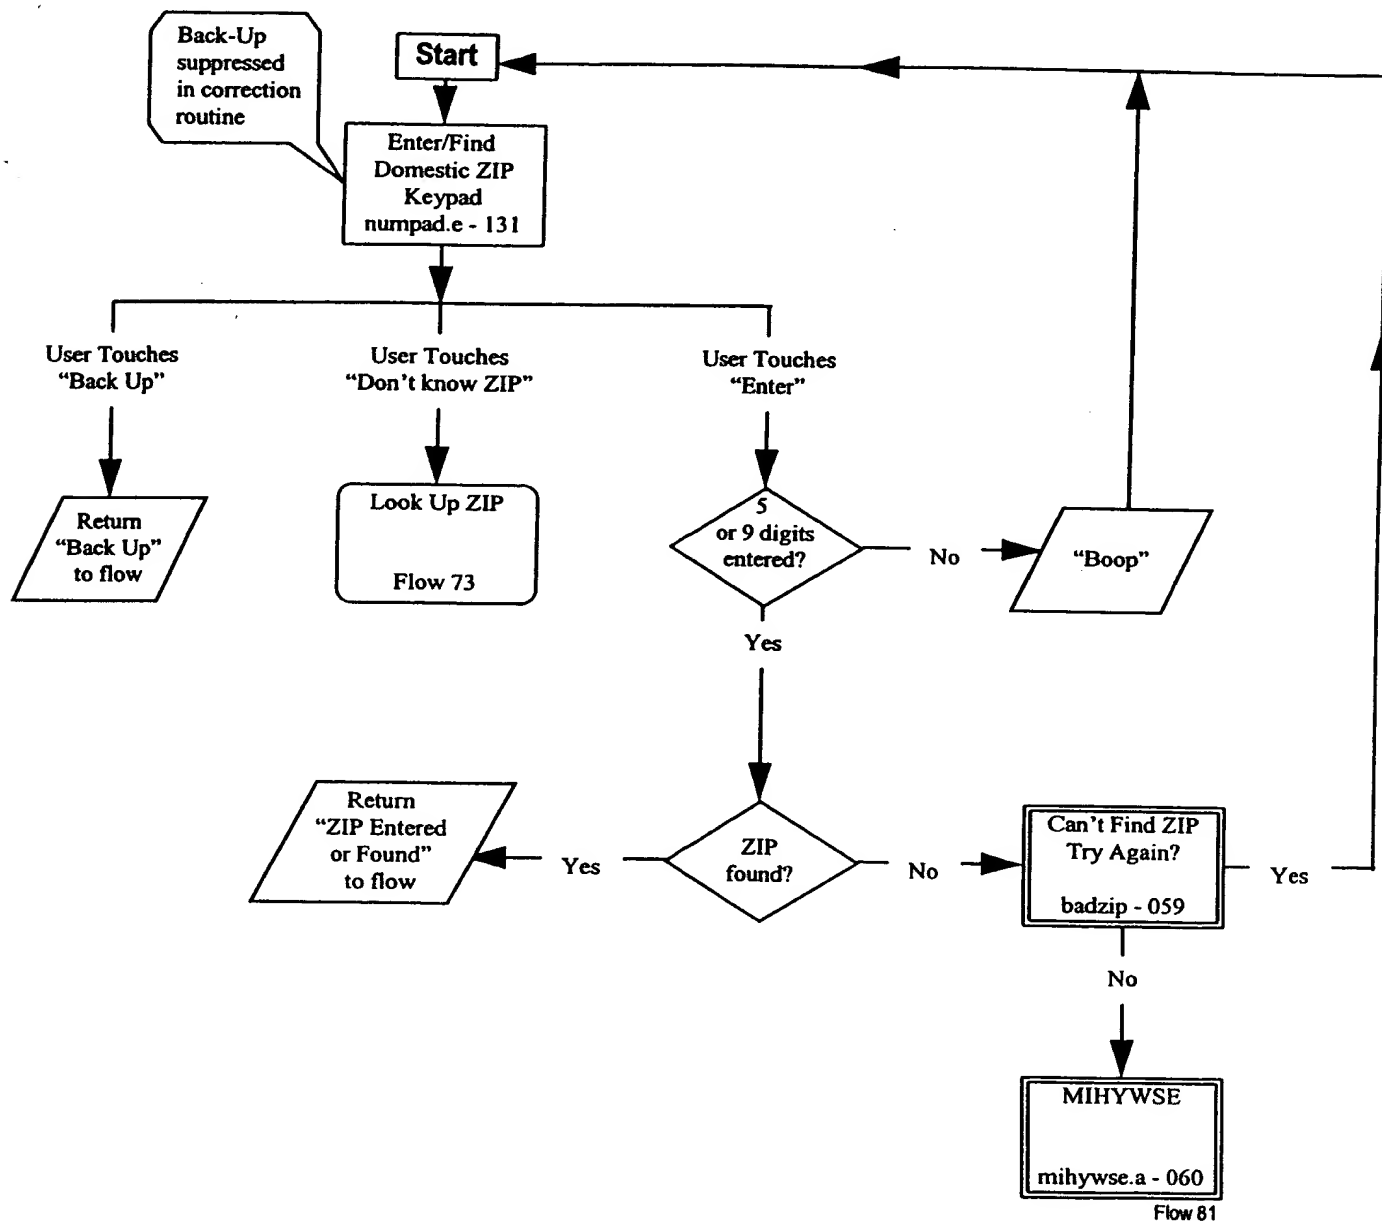 Back-Up
suppressed
in correction
routine
Start
Enter/Find
Domestic ZIP
Keypad
numpad.e - 131
User Touches
“Back Up”
User Touches
“Don’t know ZIP”
User Touches
“Enter”
Return
“Back Up”
to flow
Look Up ZIP
Flow 73
5
or 9 digits
entered?
No
“Boop”
Yes
Return
“ZIP Entered
or Found”
to flow
Yes
ZIP
found?
No
Can’t Find ZIP
Try Again?
badzip - 059
Yes
No
MIHYWSE
mihywse.a - 060
Flow 81